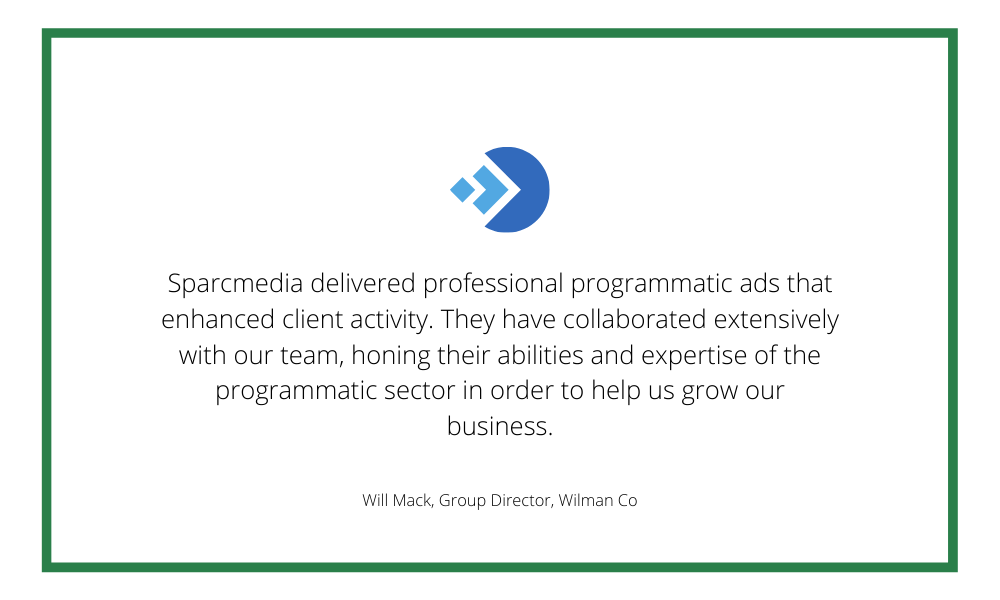 Sparcmedia delivered professional programmatic ads that
enhanced client activity. They have collaborated extensively
with our team, honing their abilities and expertise of the
programmatic sector in order to help us grow our
business.
Will Mack, Group Director, Wilman Co